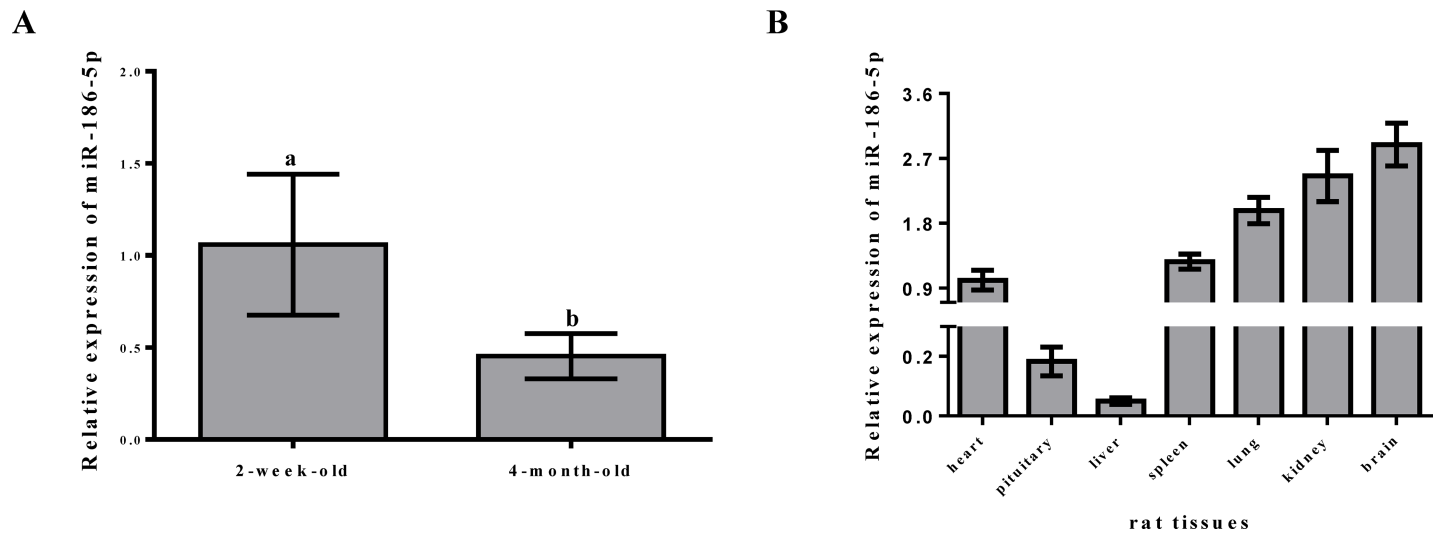 A
Relative expression of miR-186-5p
2.0
1.5
1.0
0.5
0.0
a
b
2-week-old
4-month-old
B
Relative expression of miR-186-5p
3.6
2.7
1.8
0.9
0.2
0.0
heart
pituitary
liver
spleen
lung
kidney
brain
rat tissues